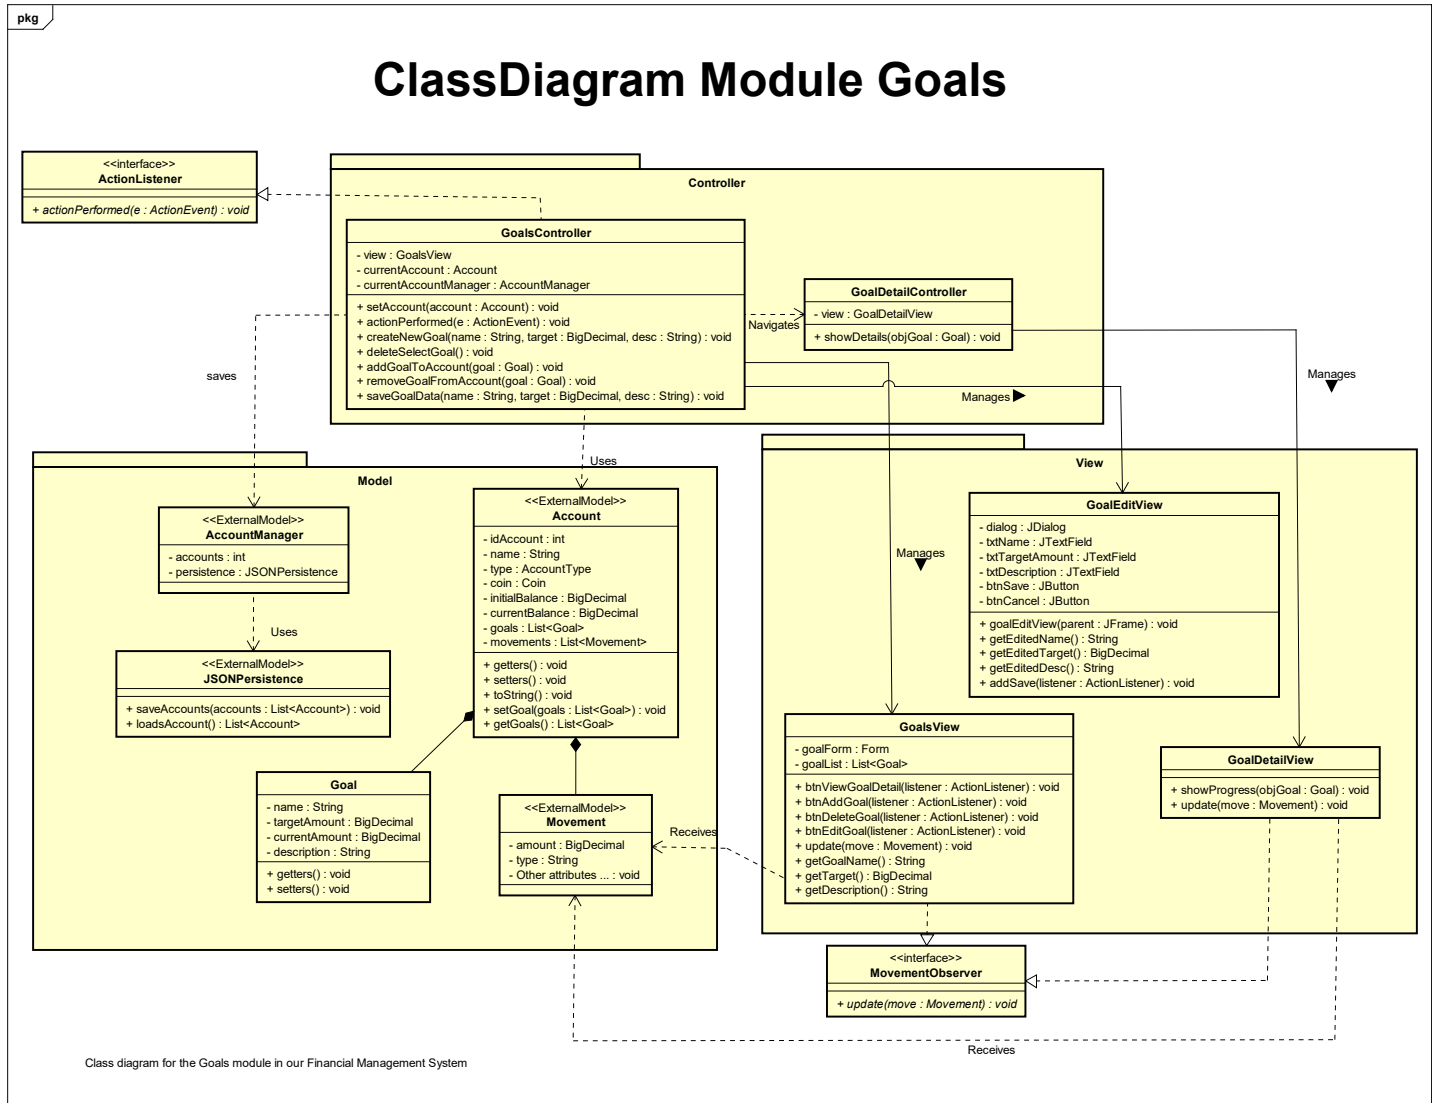 pkg
ClassDiagram Module Goals
<<interface>>
ActionListener
+ actionPerformed(e : ActionEvent) : void
Controller
GoalsController
- view : GoalsView
- currentAccount : Account
- currentAccountManager : AccountManager
+ setAccount(account : Account) : void
+ actionPerformed(e : ActionEvent) : void
+ createNewGoal(name : String, target : BigDecimal, desc : String) : void
+ deleteSelectGoal() : void
+ addGoalToAccount(goal : Goal) : void
+ removeGoalFromAccount(goal : Goal) : void
+ saveGoalData(name : String, target : BigDecimal, desc : String) : void
GoalDetailController
- view : GoalDetailView
+ showDetails(objGoal : Goal) : void
Navigates
saves
Manages
Manages
Uses
Model
<<ExternalModel>>
AccountManager
- accounts : int
- persistence : JSONPersistence
Uses
<<ExternalModel>>
JSONPersistence
+ saveAccounts(accounts : List<Account>) : void
+ loadsAccount() : List<Account>
<<ExternalModel>>
Account
- idAccount : int
- name : String
- type : AccountType
- coin : Coin
- initialBalance : BigDecimal
- currentBalance : BigDecimal
- goals : List<Goal>
- movements : List<Movement>
+ getters() : void
+ setters() : void
+ toString() : void
+ setGoal(goals : List<Goal>) : void
+ getGoals() : List<Goal>
Goal
- name : String
- targetAmount : BigDecimal
- currentAmount : BigDecimal
- description : String
+ getters() : void
+ setters() : void
<<ExternalModel>>
Movement
- amount : BigDecimal
- type : String
- Other attributes ... : void
View
GoalEditView
- dialog : JDialog
- txtName : JTextField
- txtTargetAmount : JTextField
- txtDescription : JTextField
- btnSave : JButton
- btnCancel : JButton
+ goalEditView(parent : JFrame) : void
+ getEditedName() : String
+ getEditedTarget() : BigDecimal
+ getEditedDesc() : String
+ addSave(listener : ActionListener) : void
Manages
GoalsView
- goalForm : Form
- goalList : List<Goal>
+ btnViewGoalDetail(listener : ActionListener) : void
+ btnAddGoal(listener : ActionListener) : void
+ btnDeleteGoal(listener : ActionListener) : void
+ btnEditGoal(listener : ActionListener) : void
+ update(move : Movement) : void
+ getGoalName() : String
+ getTarget() : BigDecimal
+ getDescription() : String
GoalDetailView
+ showProgress(objGoal : Goal) : void
+ update(move : Movement) : void
Receives
<<interface>>
MovementObserver
+ update(move : Movement) : void
Receives
Class diagram for the Goals module in our Financial Management System